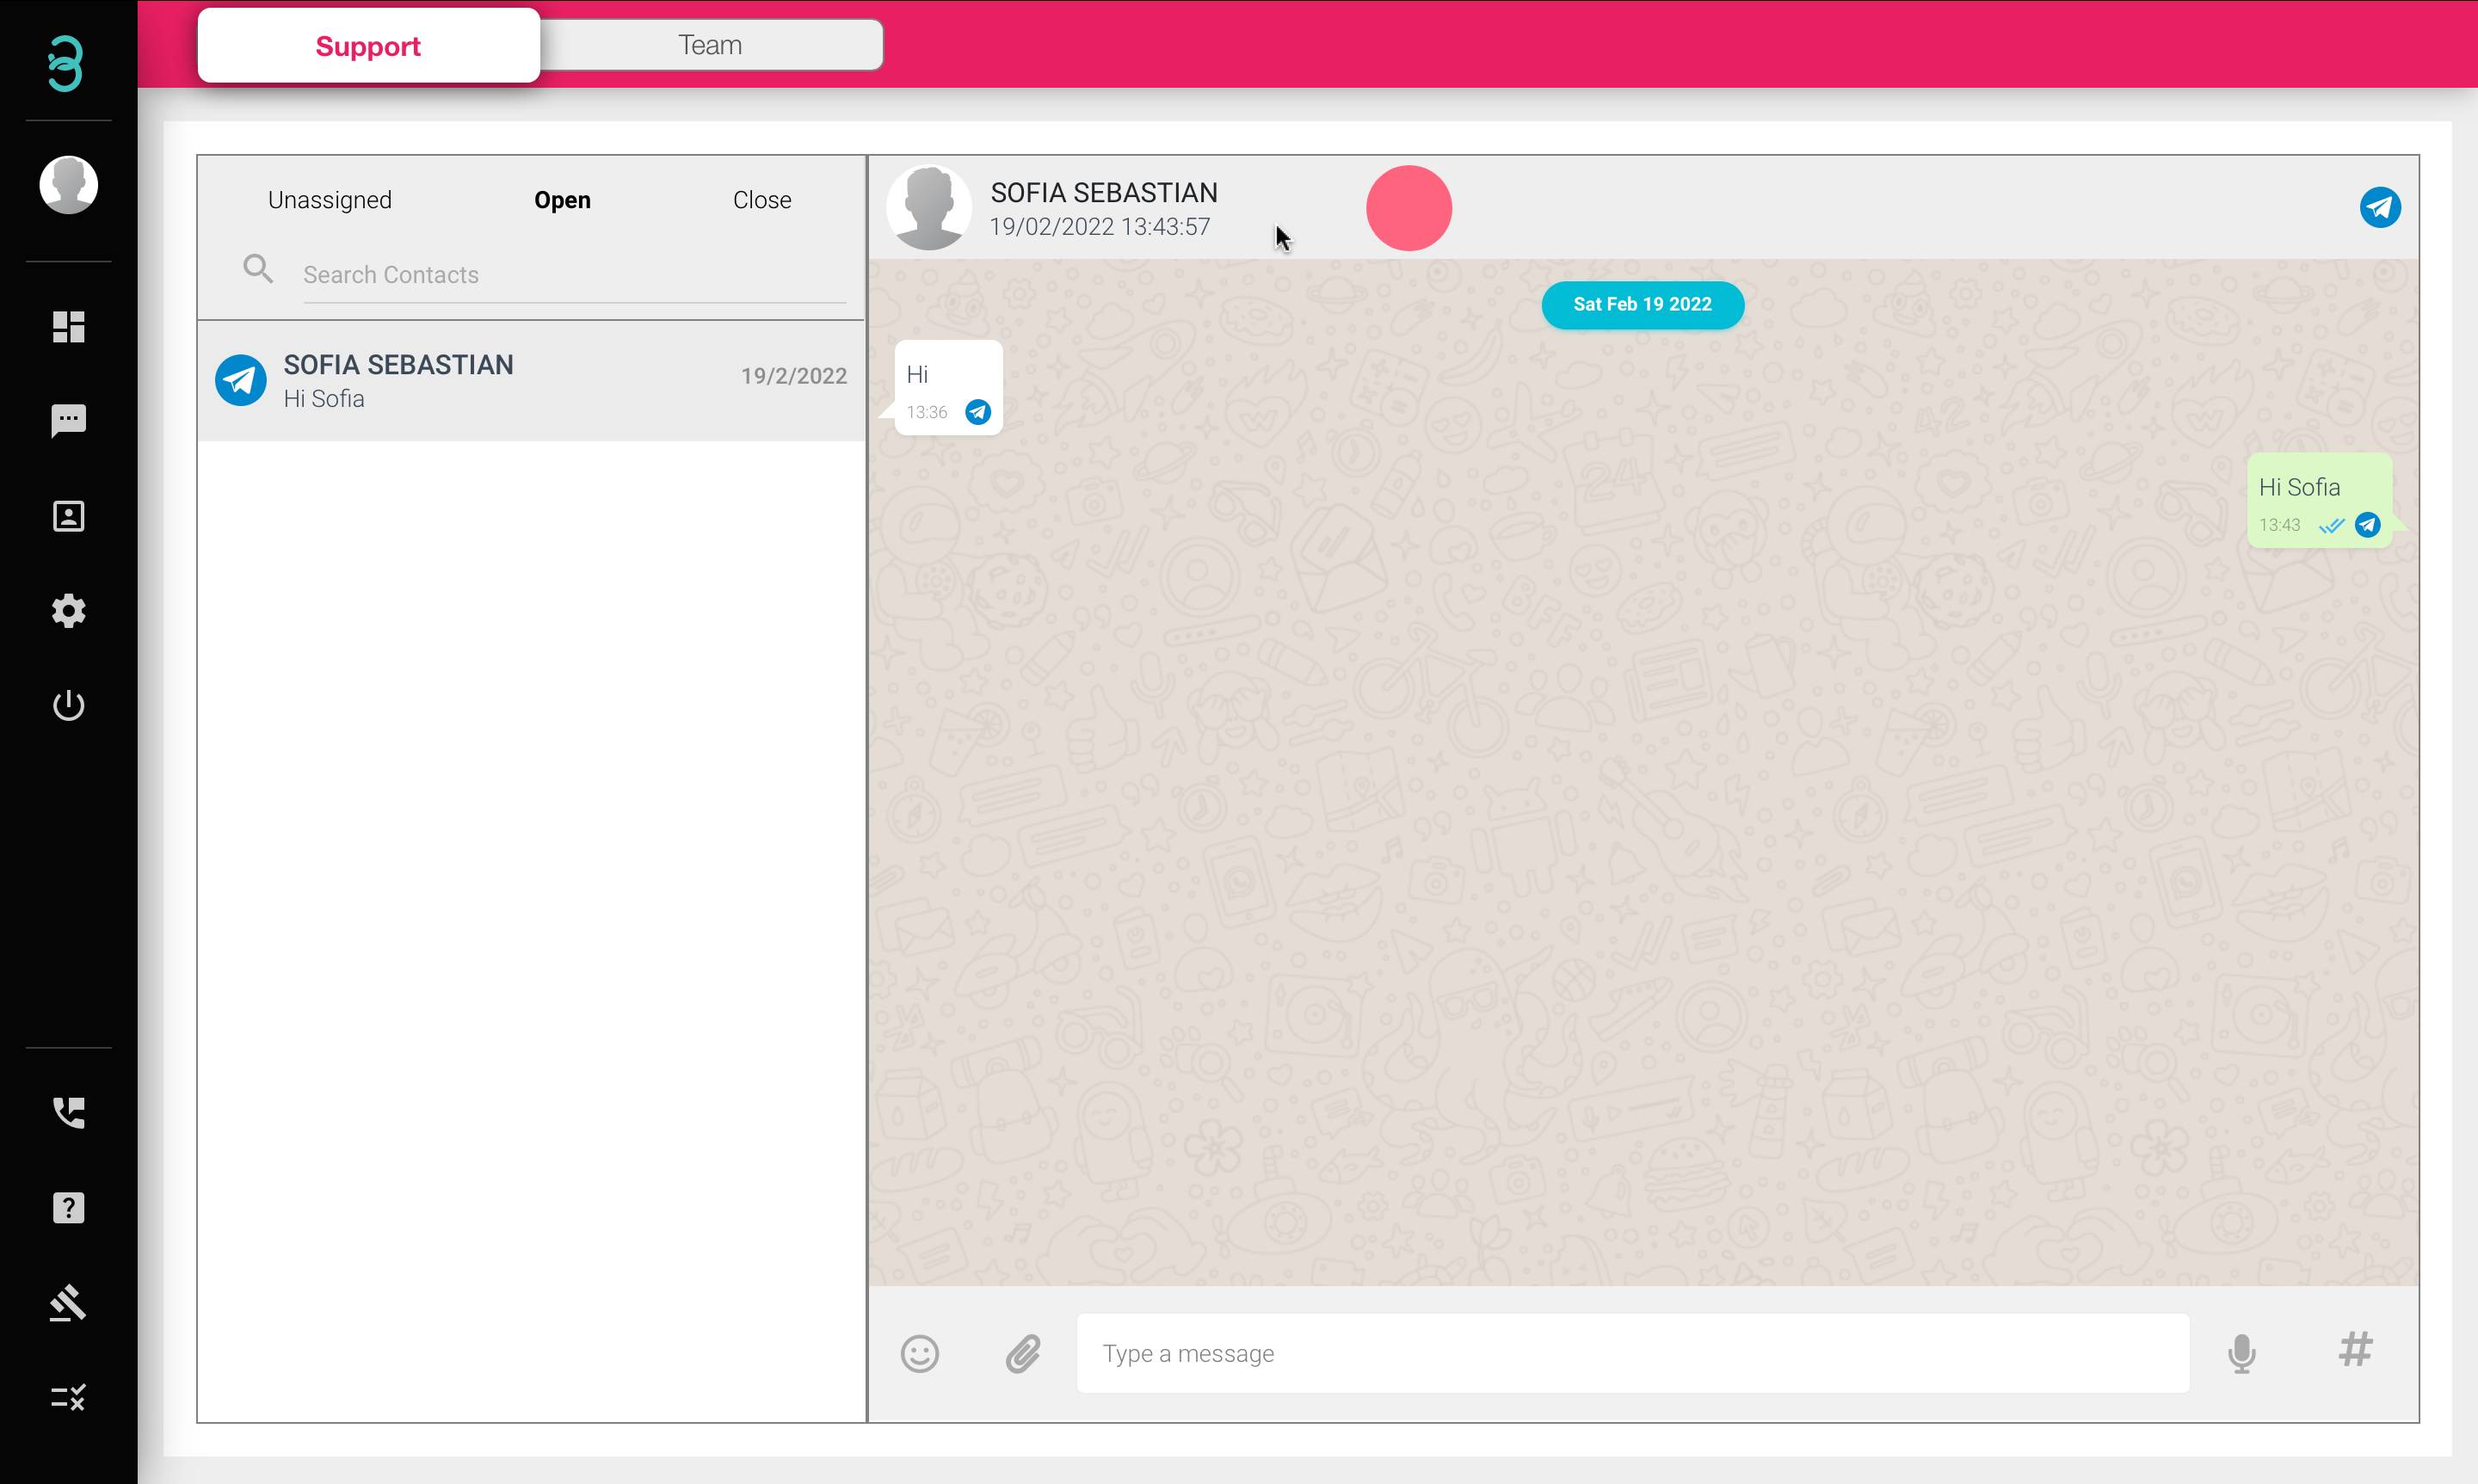 Support
Team
Unassigned
Open
Close
Search Contacts
SOFIA SEBASTIAN
Hi Sofia
19/2/2022
SOFIA SEBASTIAN
19/02/2022 13:43:57
Sat Feb 19 2022
Hi
13:36
Hi Sofia
13:43
Type a message
#